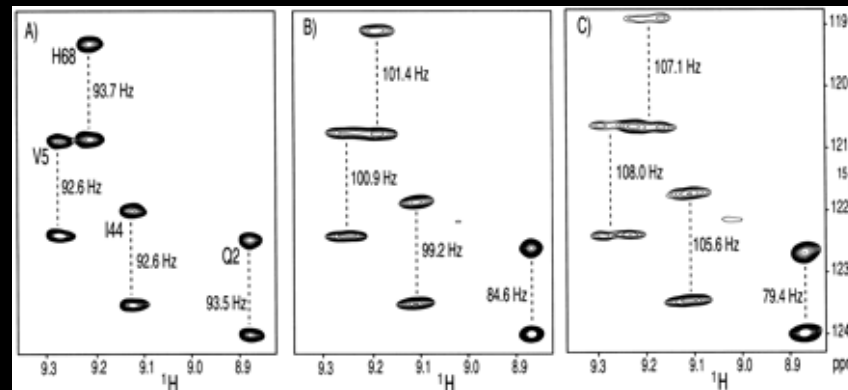 A)
H68
93.7 Hz
V5
92.6 Hz
I44
92.6 Hz
Q2
93.5 Hz
9.3 9.2 9.1 9.0 8.9
¹H
B)
101.4 Hz
100.9 Hz
99.2 Hz
84.6 Hz
9.3 9.2 9.1 9.0 8.9
¹H
C)
107.1 Hz
108.0 Hz
105.6 Hz
79.4 Hz
9.3 9.2 9.1 9.0 8.9
¹H
119
120
121
15
122
123
124
ppm